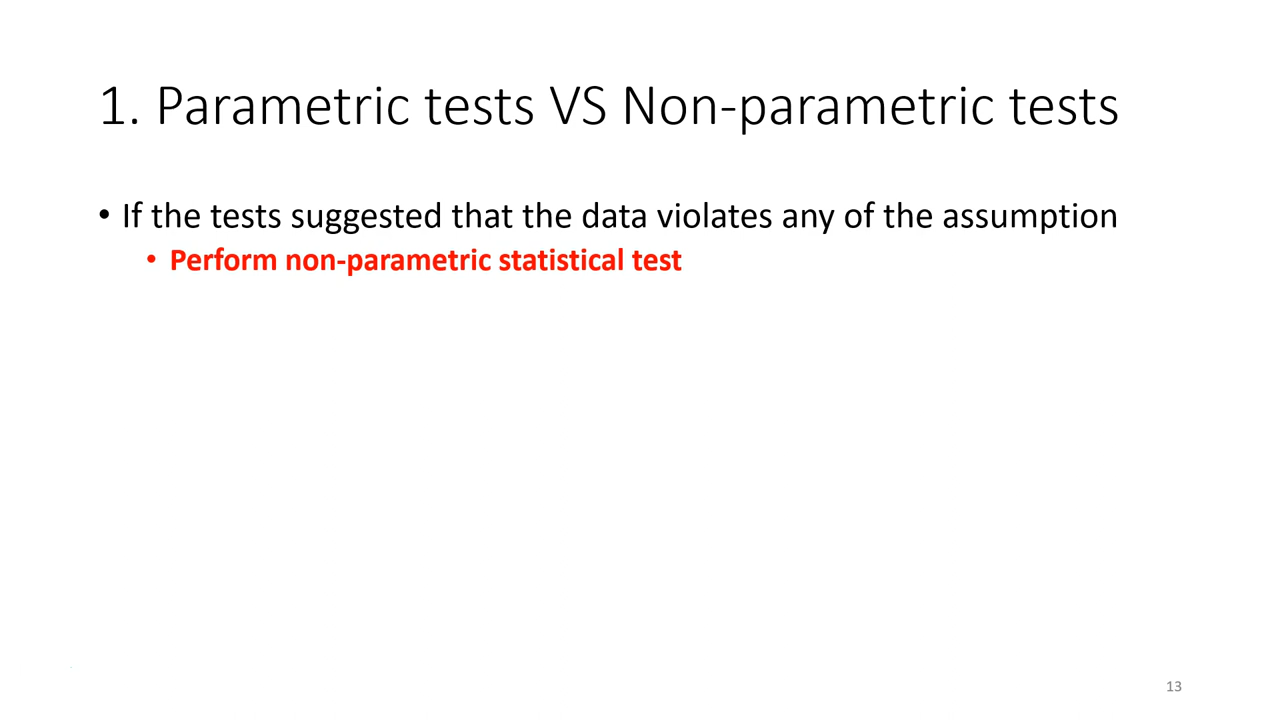 1. Parametric tests VS Non-parametric tests
• If the tests suggested that the data violates any of the assumption
• Perform non-parametric statistical test
13